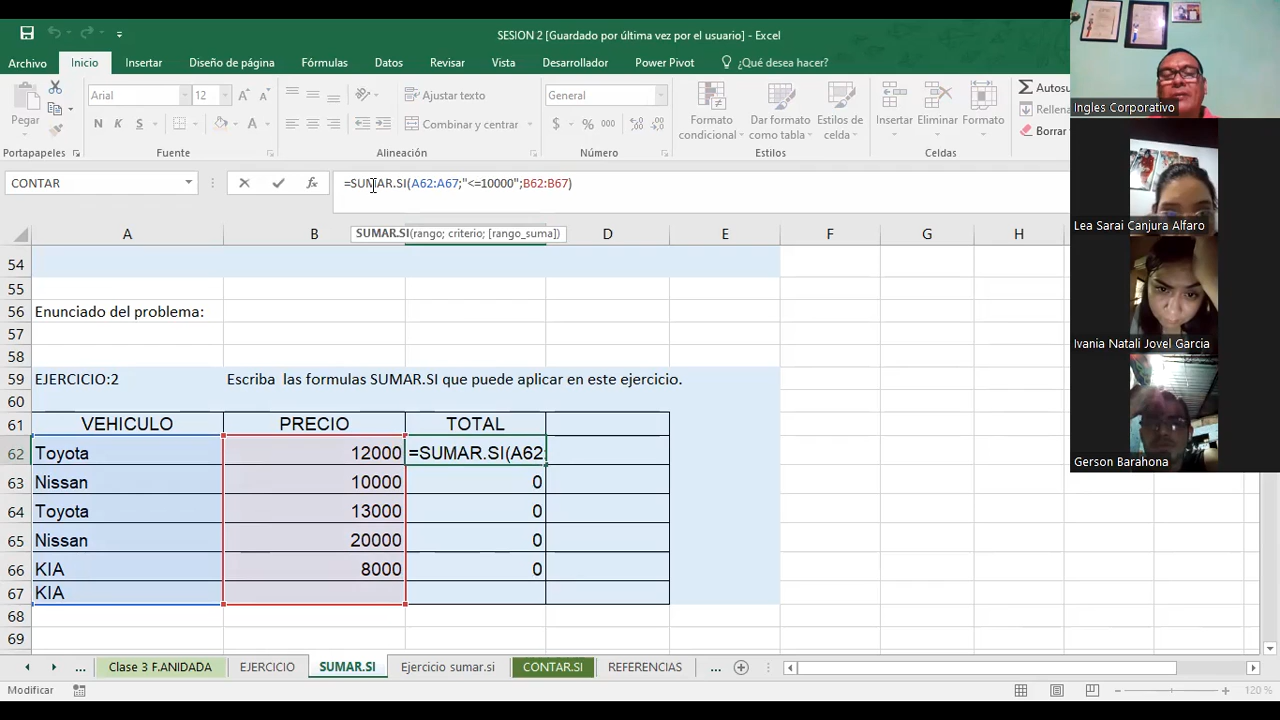 SESION 2 [Guardado por última vez por el usuario] - Excel
Archivo Inicio Insertar Diseño de página Fórmulas Datos Revisar Vista Desarrollador Power Pivot ¿Qué desea hacer?
Pegar Arial 12 Ajustar texto General Formato condicional Dar formato como tabla Estilos de celda Insertar Eliminar Formato
N K S Combinar y centrar $ % 000 Borrar
Portapapeles Fuente Alineación Número Estilos Celdas
CONTAR =SUMAR.SI(A62:A67;"<=10000";B62:B67)
SUMAR.SI(rango; criterio; [rango_suma])
A B C D E F G H
54
55
56 Enunciado del problema:
57
58
59 EJERCICIO:2 Escriba las formulas SUMAR.SI que puede aplicar en este ejercicio.
60
61 VEHICULO PRECIO TOTAL
62 Toyota 12000 =SUMAR.SI(A62:
63 Nissan 10000 0
64 Toyota 13000 0
65 Nissan 20000 0
66 KIA 8000 0
67 KIA
68
69
... Clase 3 F.ANIDADA EJERCICIO SUMAR.SI Ejercicio sumar.si CONTAR.SI REFERENCIAS ...
Modificar 120 %
Ingles Corporativo
Lea Sarai Canjura Alfaro
Ivania Natali Jovel Garcia
Gerson Barahona